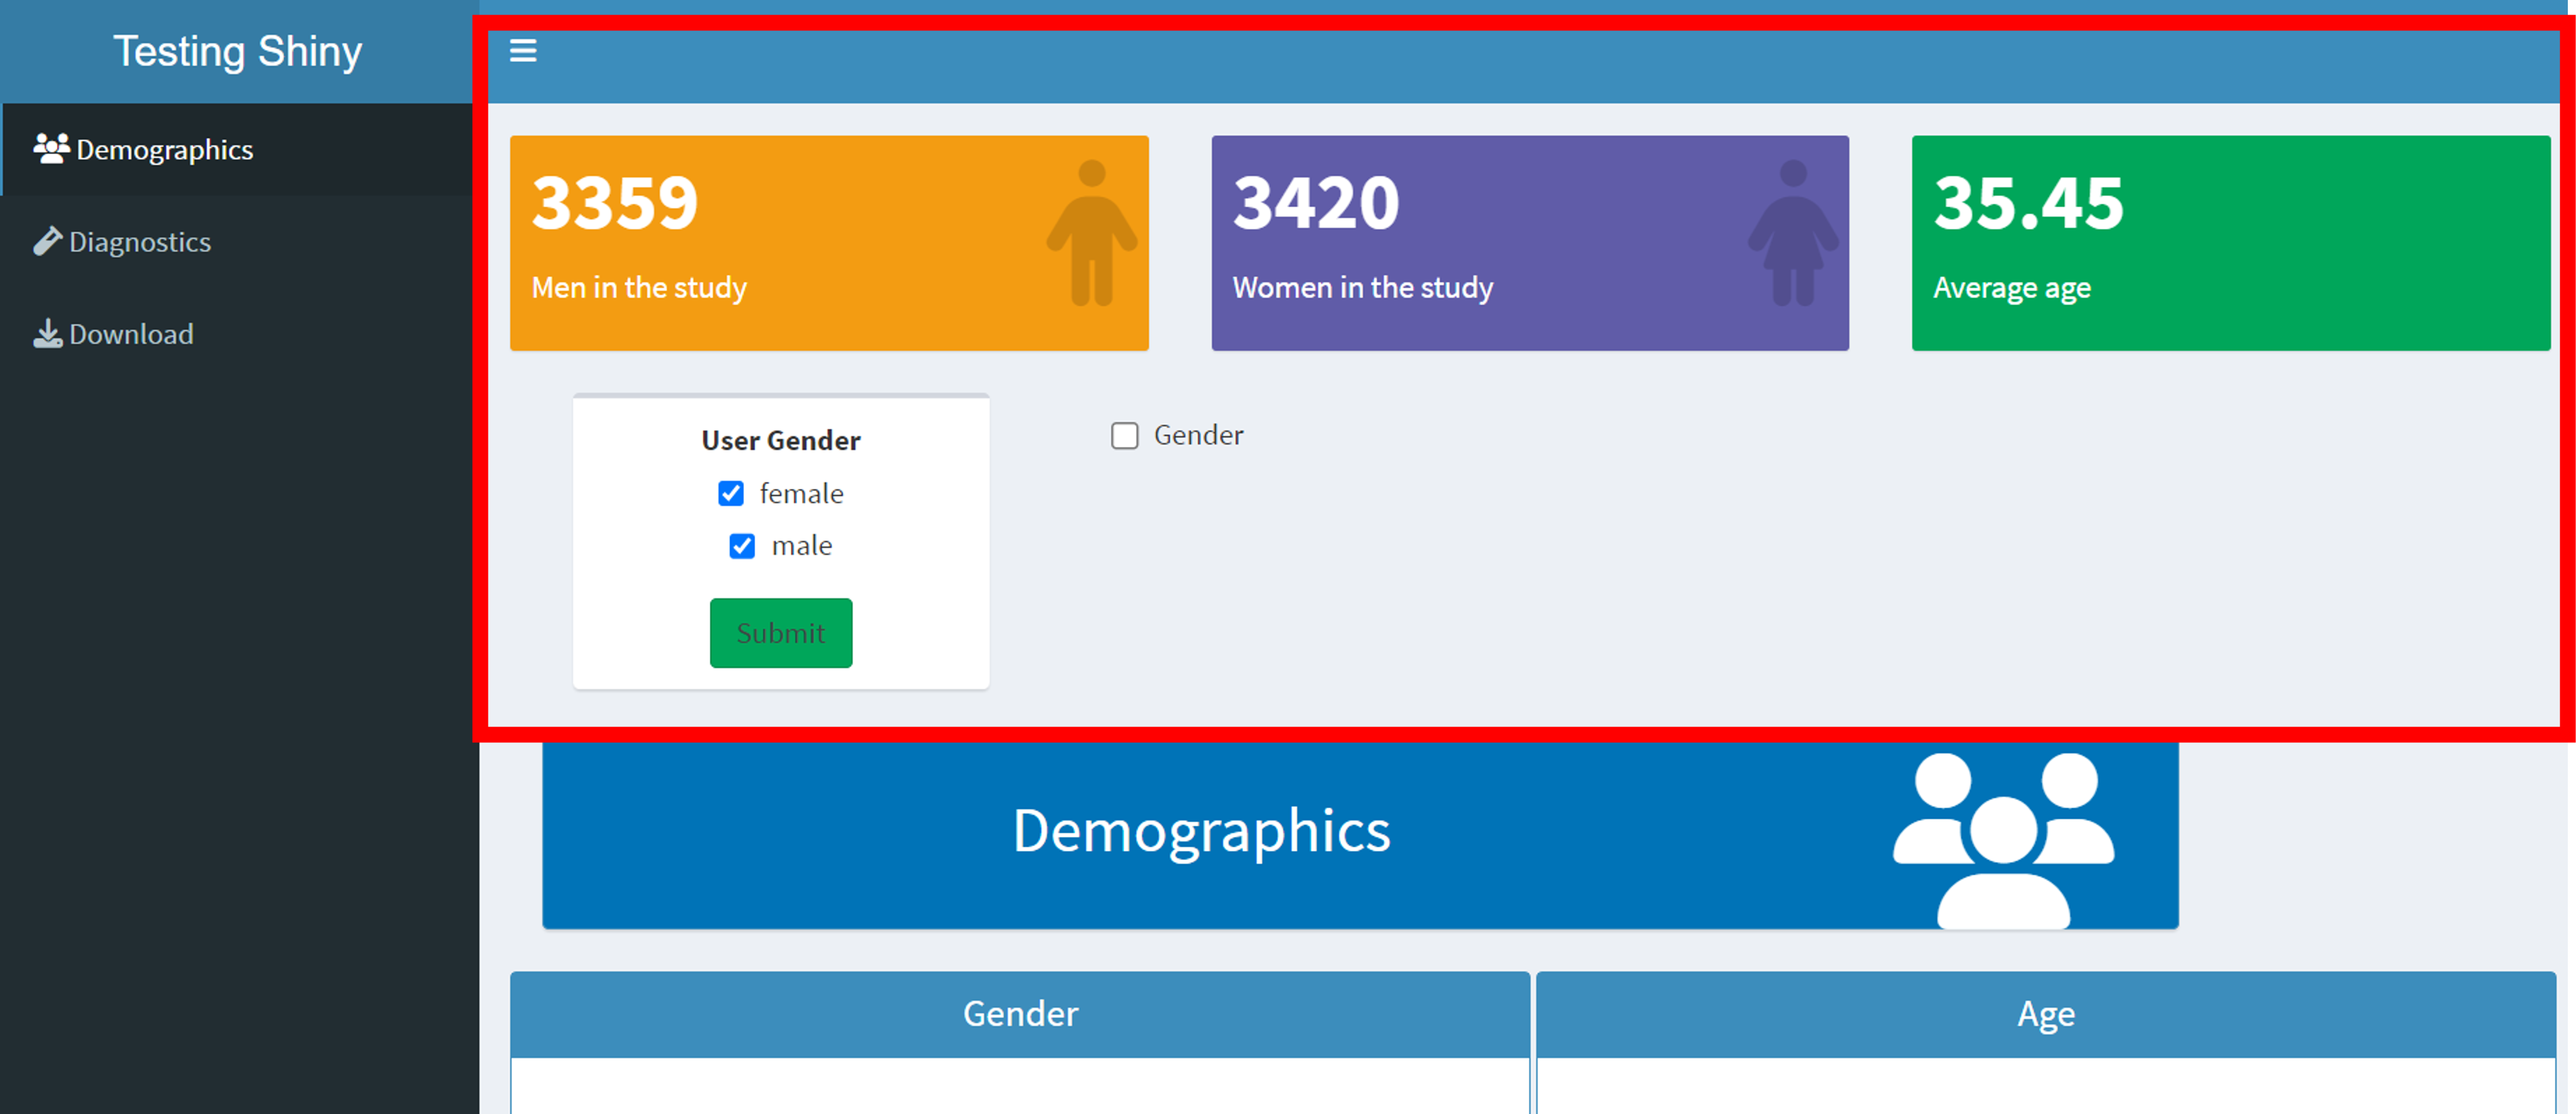 Testing Shiny
Demographics
Diagnostics
Download
3359
Men in the study
3420
Women in the study
35.45
Average age
User Gender
female
male
Submit
Gender
Demographics
Gender
Age